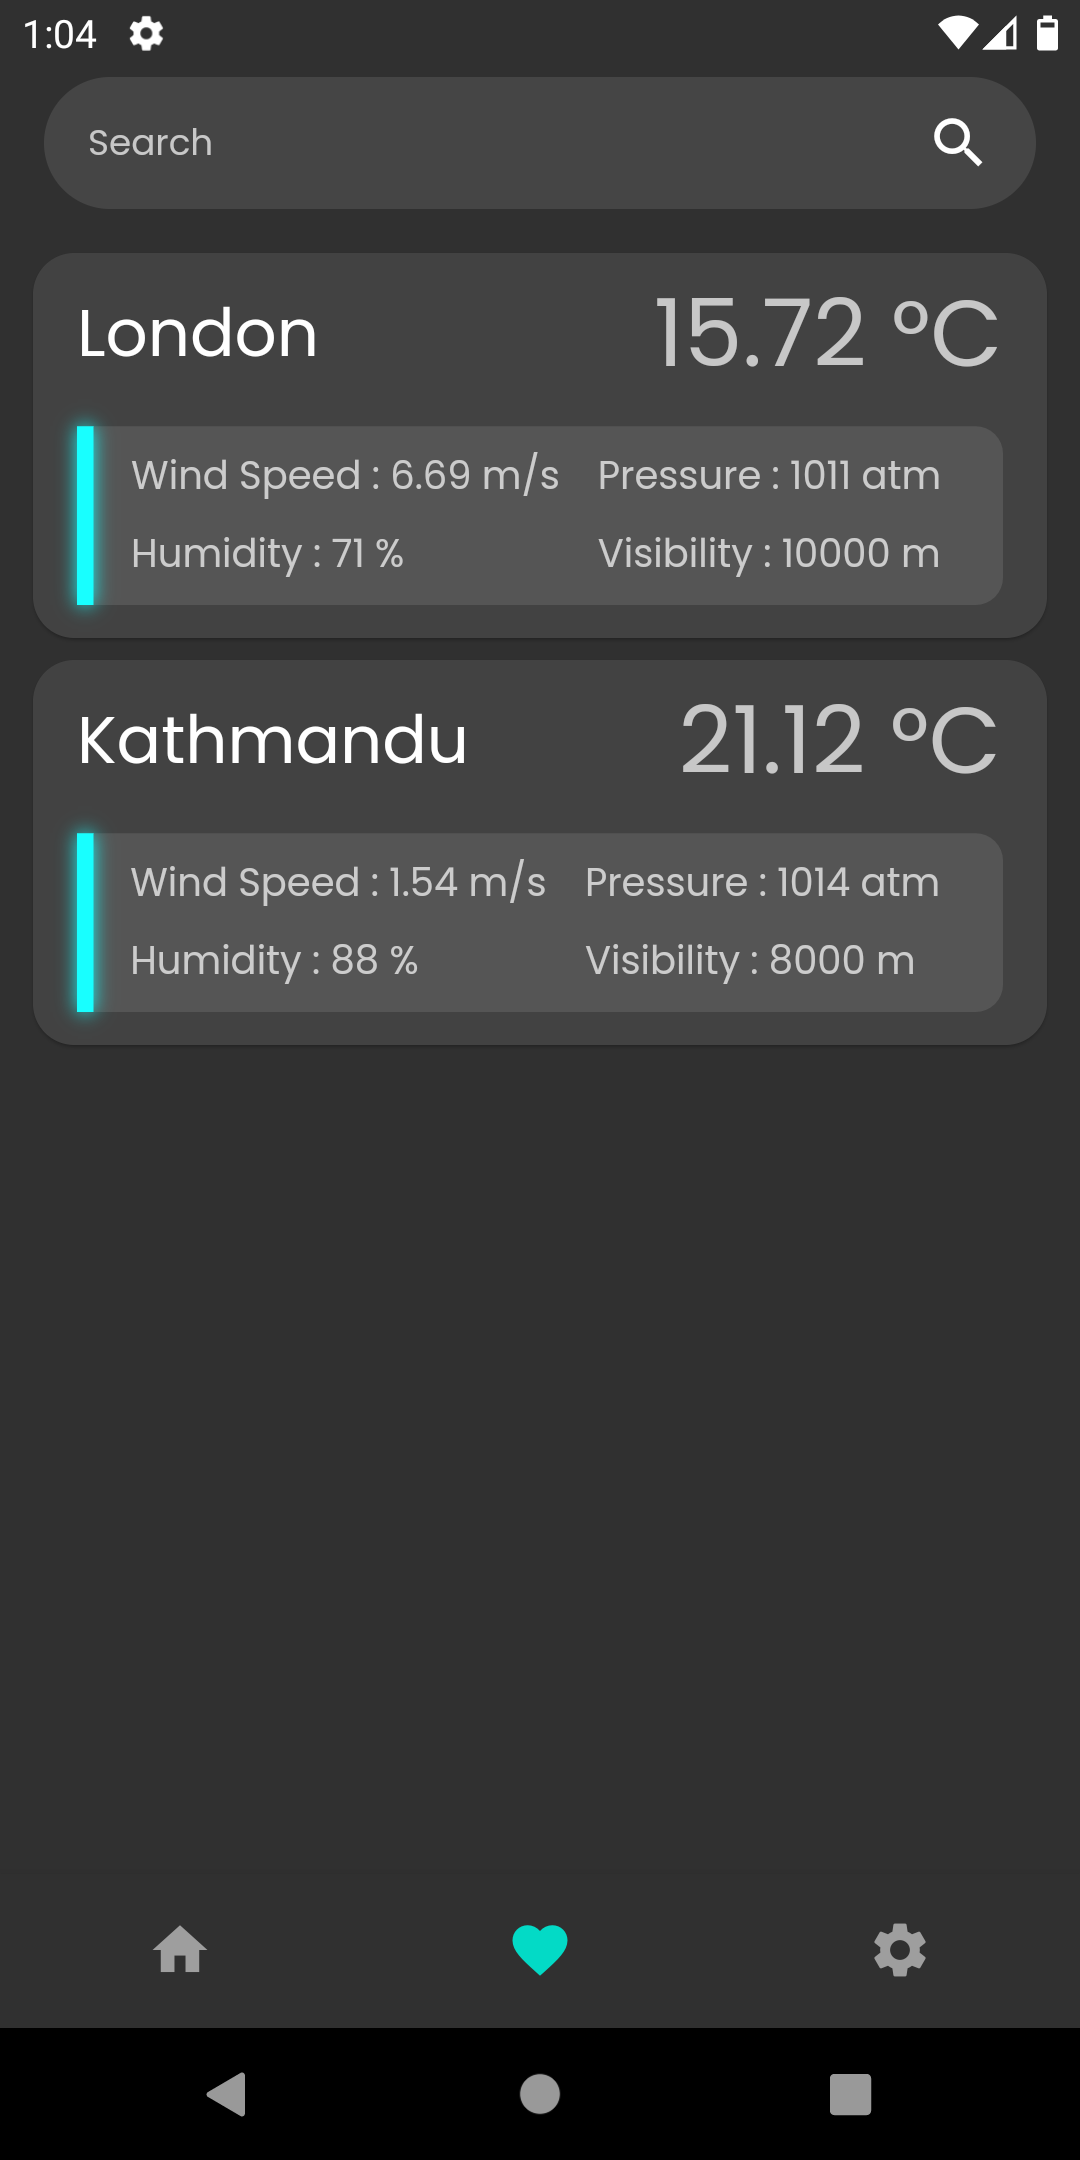 1:04
Search
London
15.72 °C
Wind Speed : 6.69 m/s
Pressure : 1011 atm
Humidity : 71 %
Visibility : 10000 m
Kathmandu
21.12 °C
Wind Speed : 1.54 m/s
Pressure : 1014 atm
Humidity : 88 %
Visibility : 8000 m